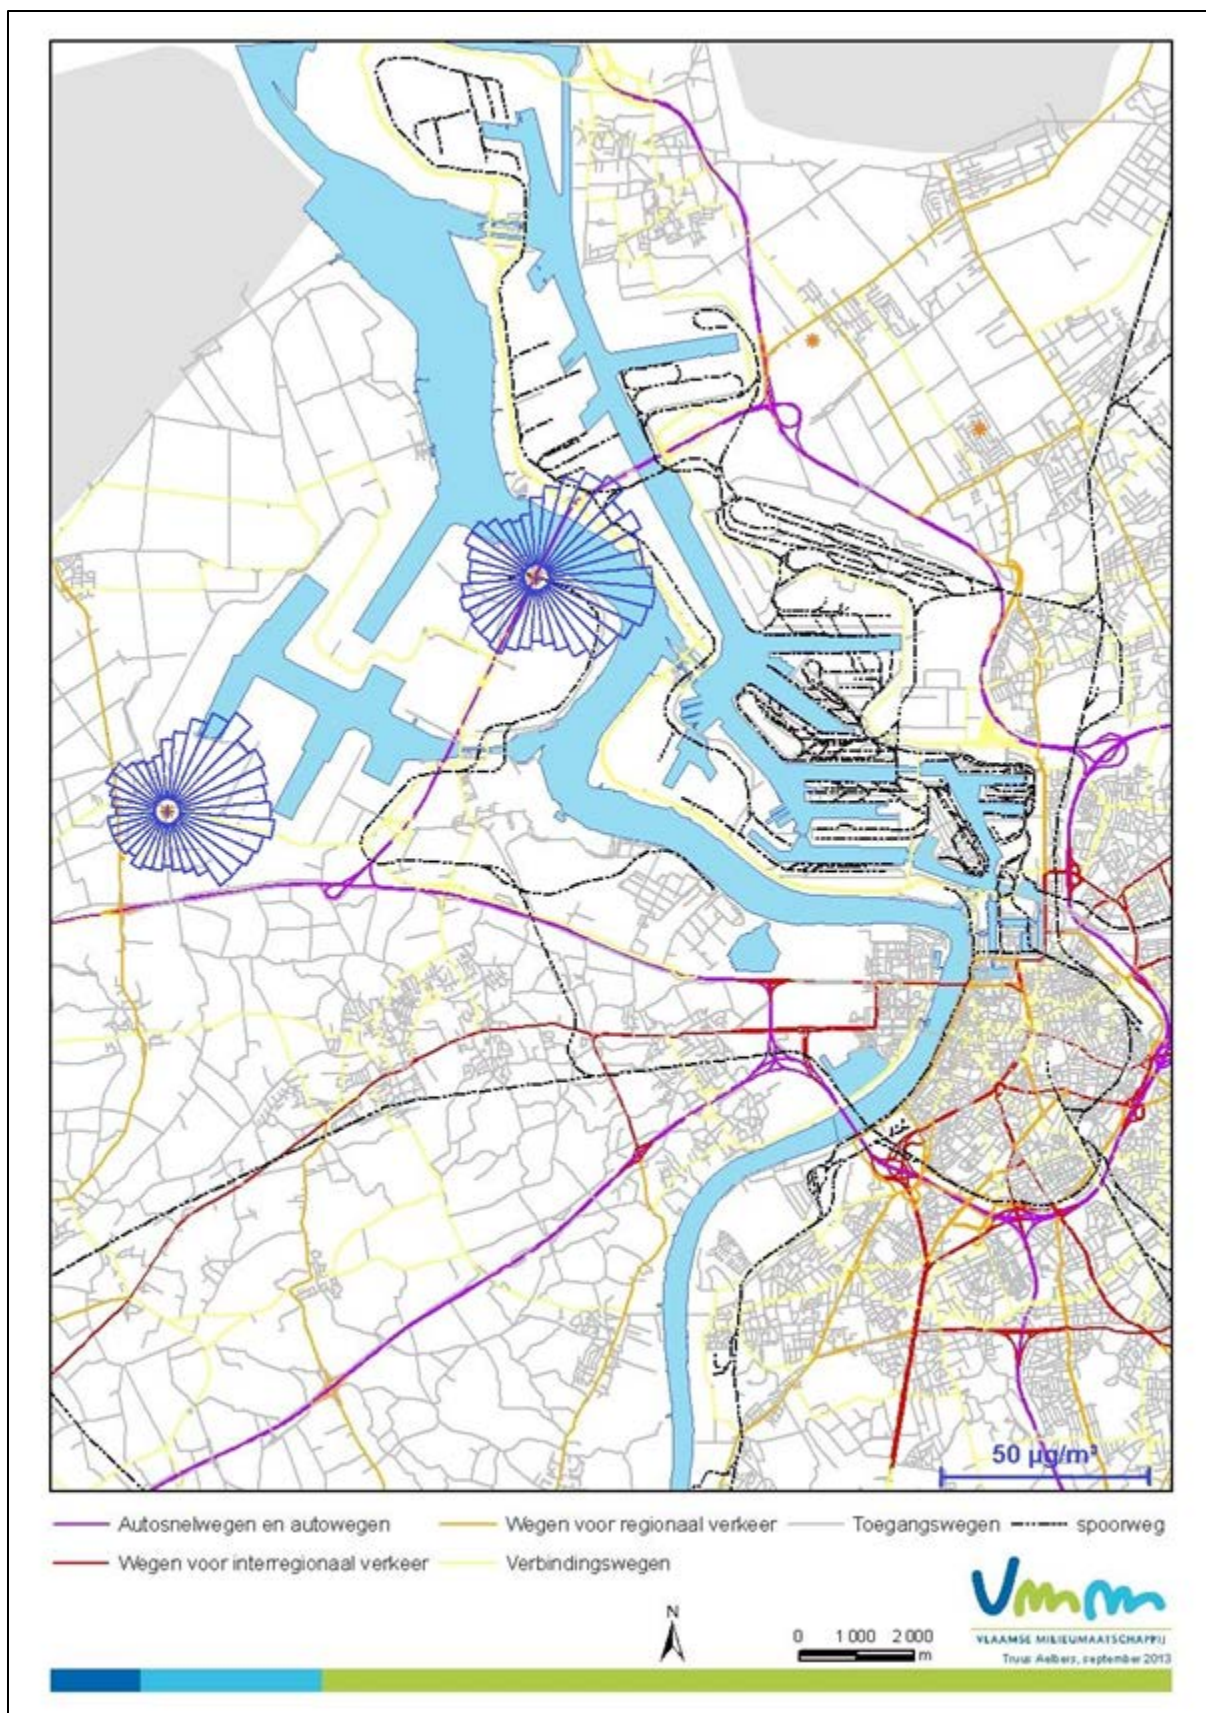 50 µg/m³
Autosnelwegen en autowegen Wegen voor regionaal verkeer Toegangswegen spoorweg
Wegen voor interregionaal verkeer Verbindingswegen
N
0 1 000 2 000
m
Vmm
VLAAMSE MILIEUMAATSCHAPPIJ
Truus Aelbers, september 2013